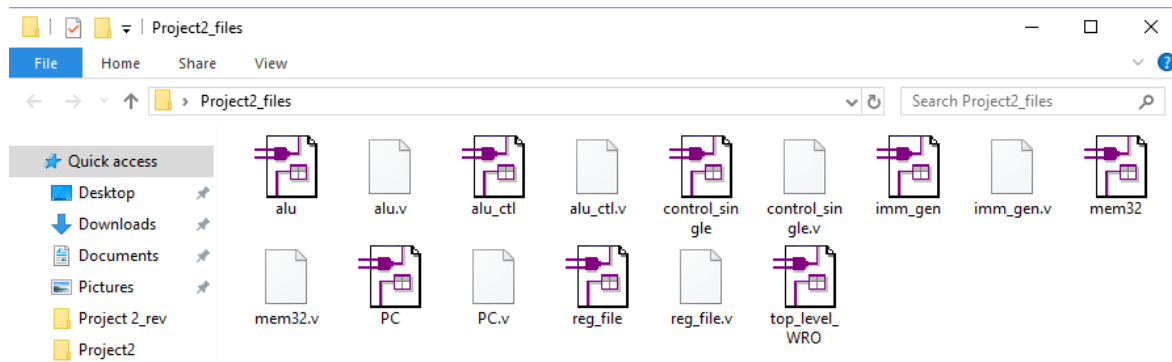 Project2_files
File Home Share View
Project2_files
Search Project2_files
Quick access
Desktop
Downloads
Documents
Pictures
Project 2_rev
Project2
alu
alu.v
alu_ctl
alu_ctl.v
control_sin
gle
control_sin
gle.v
imm_gen
imm_gen.v
mem32
mem32.v
PC
PC.v
reg_file
reg_file.v
top_level_
WRO